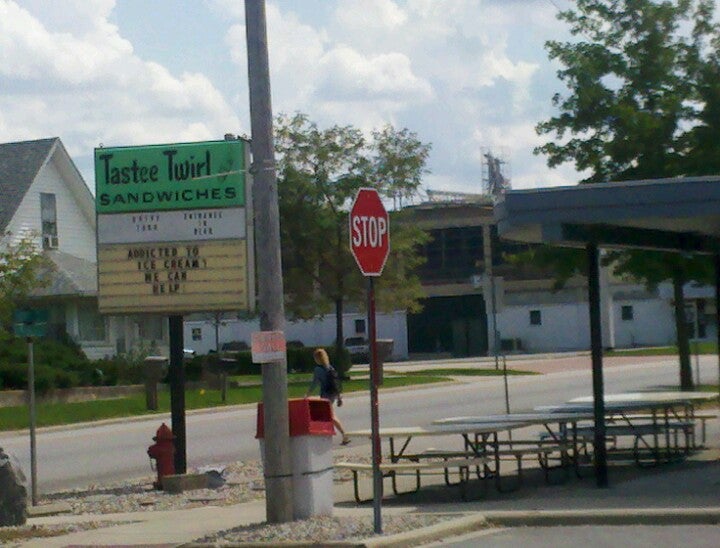 Tastee Twirl
SANDWICHES
DRIVE ENTRANCE
THRU IN
REAR
ADDICTED TO
ICE CREAM?
WE CAN
HELP!
STOP